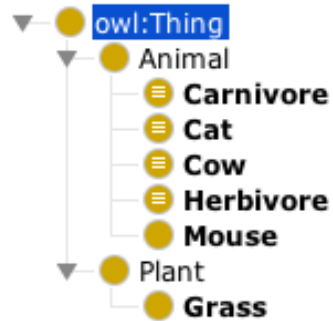 owl:Thing
Animal
Carnivore
Cat
Cow
Herbivore
Mouse
Plant
Grass